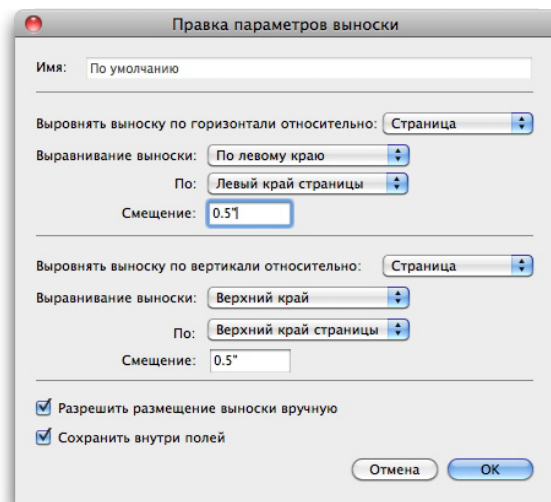 Правка параметров выноски
Имя: По умолчанию
Выровнять выноску по горизонтали относительно: Страница
Выравнивание выноски: По левому краю
По: Левый край страницы
Смещение: 0.5"
Выровнять выноску по вертикали относительно: Страница
Выравнивание выноски: Верхний край
По: Верхний край страницы
Смещение: 0.5"
Разрешить размещение выноски вручную
Сохранить внутри полей
Отмена OK